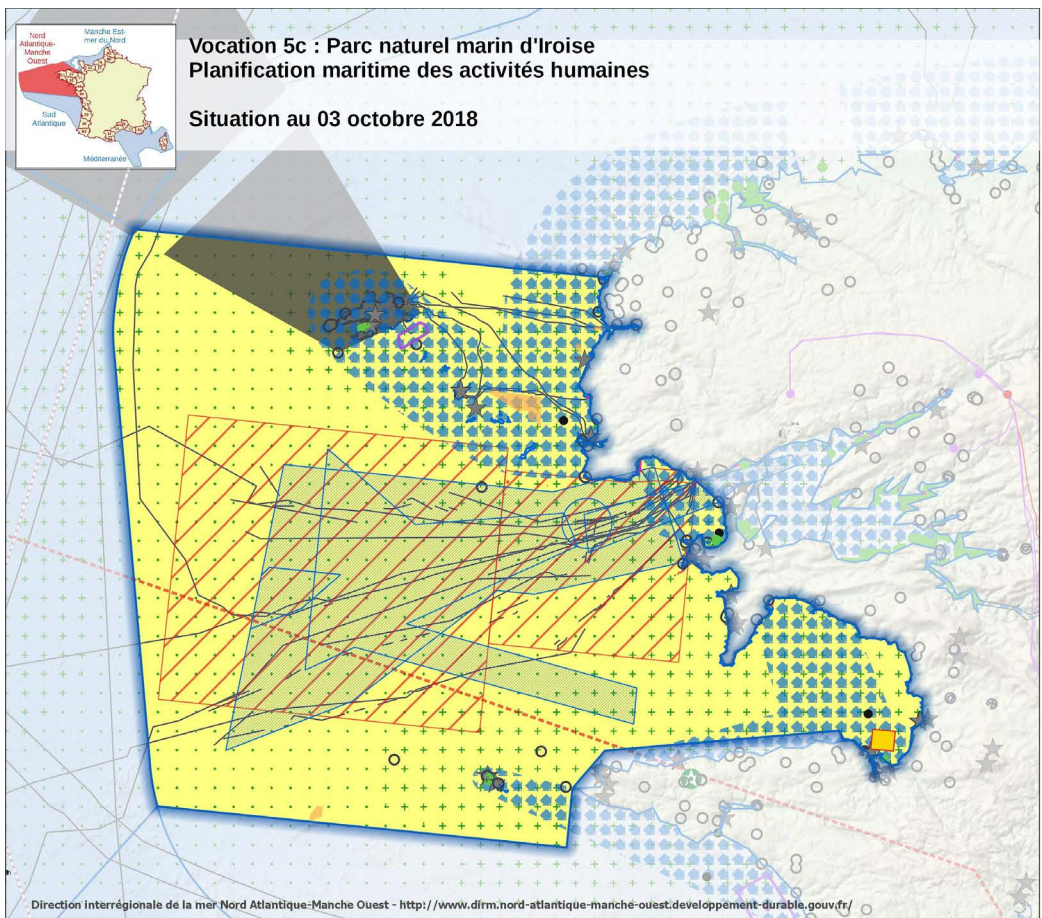 Vocation 5c : Parc naturel marin d'Iroise
Planification maritime des activités humaines
Situation au 03 octobre 2018
Nord
Atlantique-
Manche
Ouest
Manche Est-
mer du Nord
Sud
Atlantique
Méditerranée
Direction interrégionale de la mer Nord Atlantique-Manche Ouest - http://www.dirm.nord-atlantique-manche-ouest.developpement-durable.gouv.fr/